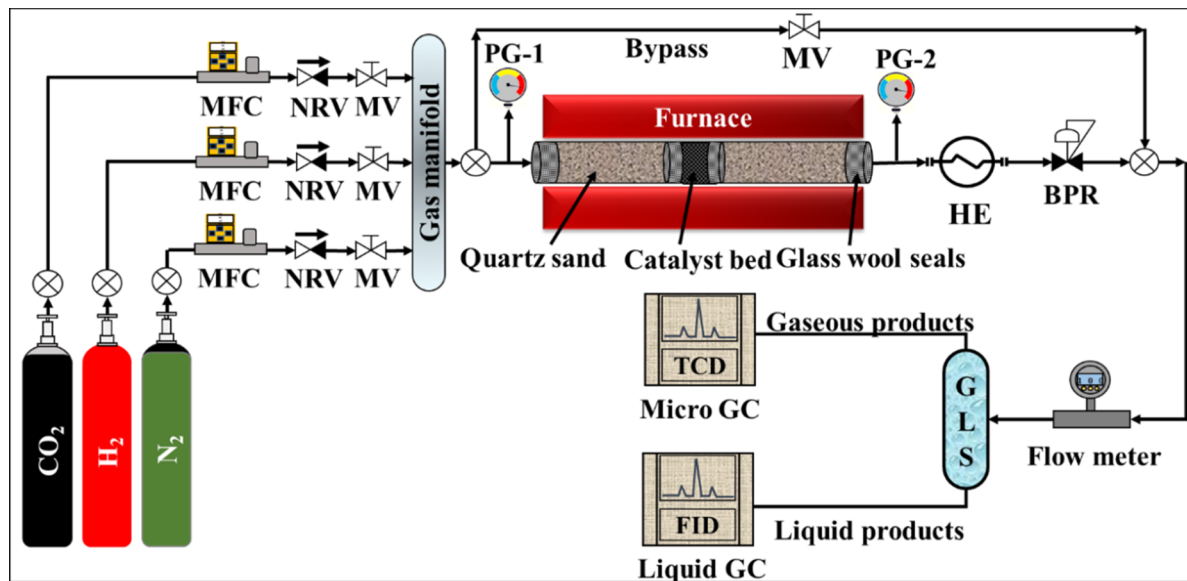 Bypass
MV
PG-1
PG-2
MFC
NRV
MV
Furnace
MFC
NRV
MV
Gas manifold
HE
BPR
MFC
NRV
MV
Quartz sand
Catalyst bed
Glass wool seals
Gaseous products
TCD
Micro GC
GLS
Flow meter
CO₂
H₂
N₂
FID
Liquid products
Liquid GC